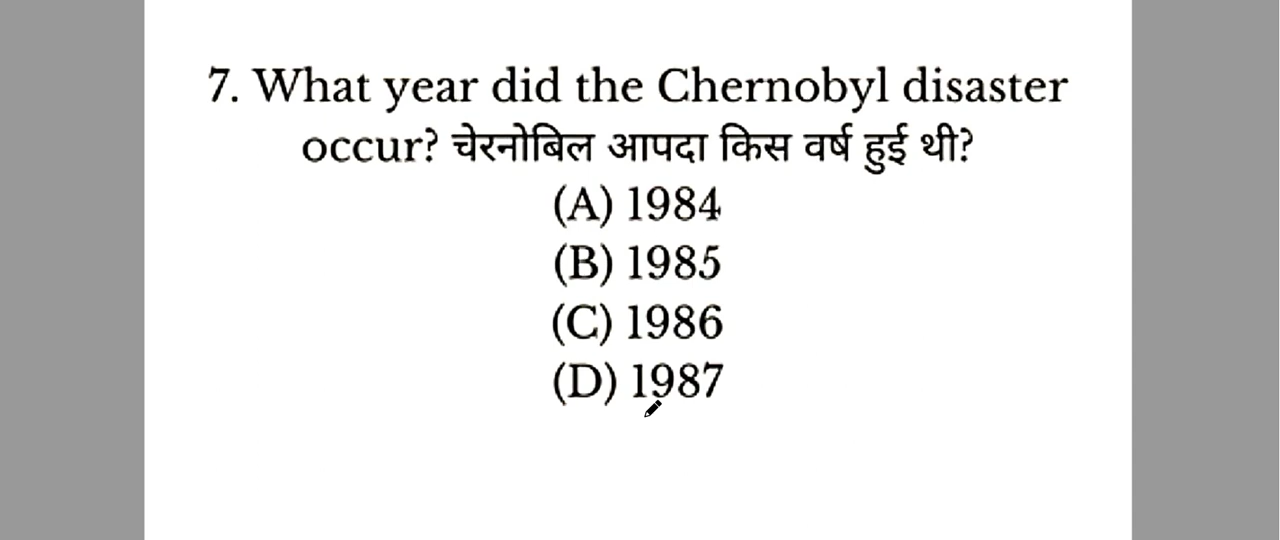 7. What year did the Chernobyl disaster
occur? चेरनोबिल आपदा किस वर्ष हुई थी?
(A) 1984
(B) 1985
(C) 1986
(D) 1987